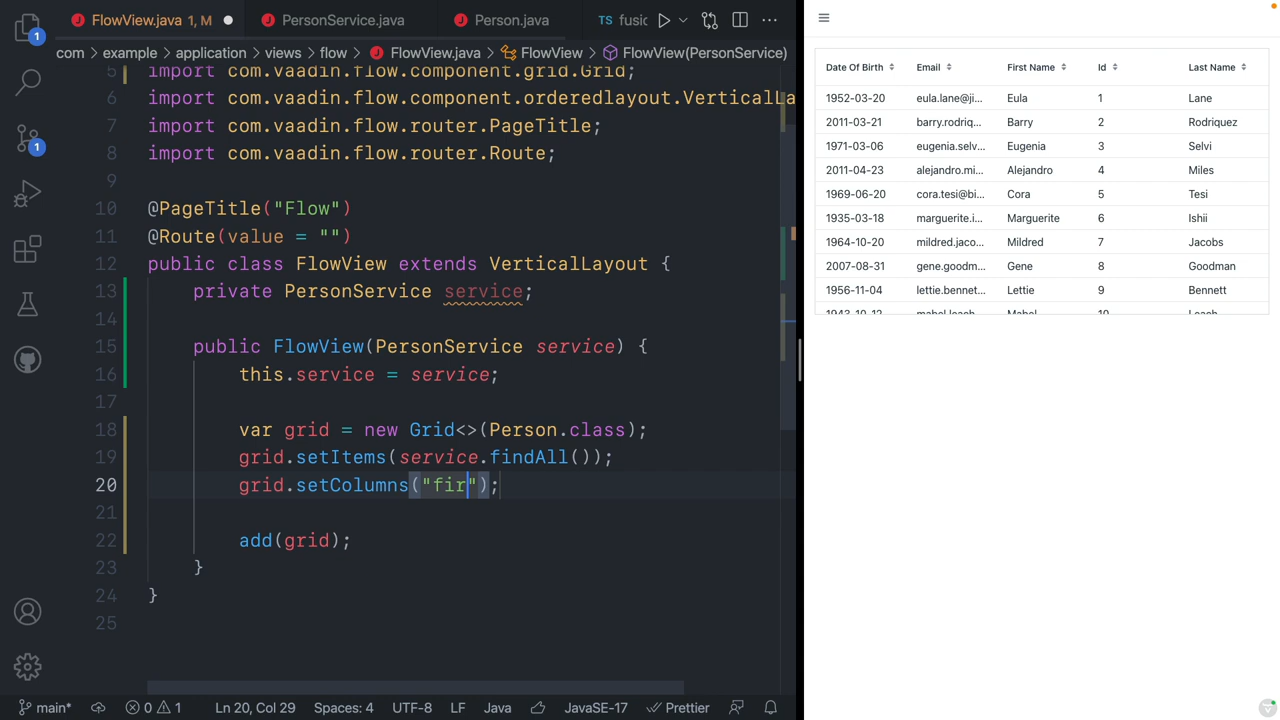 FlowView.java 1, M
PersonService.java
Person.java
TS fusic
com > example > application > views > flow > FlowView.java > FlowView > FlowView(PersonService)
1
1
5 import com.vaadin.flow.component.grid.Grid;
6 import com.vaadin.flow.component.orderedlayout.VerticalLa
7 import com.vaadin.flow.router.PageTitle;
8 import com.vaadin.flow.router.Route;
9
10 @PageTitle("Flow")
11 @Route(value = "")
12 public class FlowView extends VerticalLayout {
13 private PersonService service;
14
15 public FlowView(PersonService service) {
16 this.service = service;
17
18 var grid = new Grid<>(Person.class);
19 grid.setItems(service.findAll());
20 grid.setColumns("fir");
21
22 add(grid);
23 }
24 }
25
main* 0 1 Ln 20, Col 29 Spaces: 4 UTF-8 LF Java JavaSE-17 Prettier
Date Of Birth Email First Name Id Last Name
1952-03-20 eula.lane@ji... Eula 1 Lane
2011-03-21 barry.rodriq... Barry 2 Rodriquez
1971-03-06 eugenia.selv... Eugenia 3 Selvi
2011-04-23 alejandro.mi... Alejandro 4 Miles
1969-06-20 cora.tesi@bi... Cora 5 Tesi
1935-03-18 marguerite.i... Marguerite 6 Ishii
1964-10-20 mildred.jaco... Mildred 7 Jacobs
2007-08-31 gene.goodm... Gene 8 Goodman
1956-11-04 lettie.bennet... Lettie 9 Bennett
1943-10-12 mabel.leach... Mabel 10 Leach